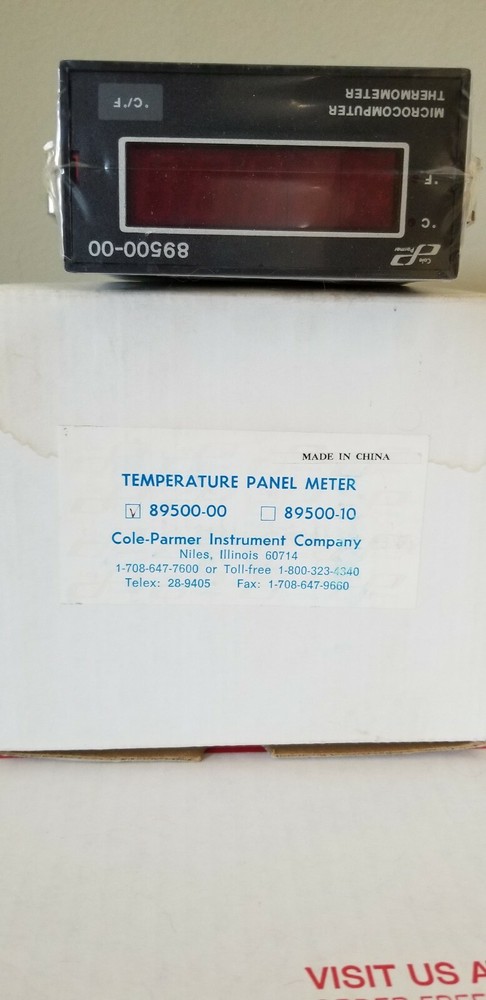 Cole
Parmer
89500-00
°C
°F
MICROCOMPUTER
THERMOMETER
°C/°F
MADE IN CHINA
TEMPERATURE PANEL METER
89500-00 89500-10
Cole-Parmer Instrument Company
Niles, Illinois 60714
1-708-647-7600 or Toll-free 1-800-323-4340
Telex: 28-9405 Fax: 1-708-647-9660
VISIT US